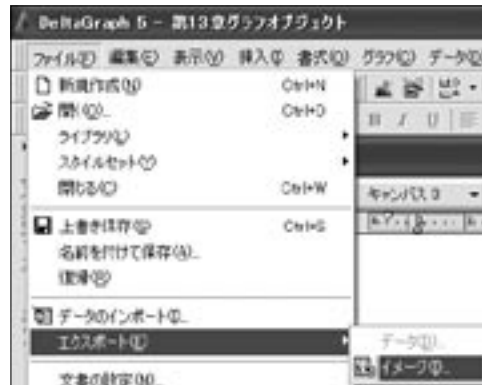 DeltaGraph 5 - 第13章グラフオブジェクト
ファイル(F) 編集(E) 表示(V) 挿入(I) 書式(O) グラフ(G) データ(D)
新規作成(N) Ctrl+N
開く(O)... Ctrl+O
ライブラリ(L)
スタイルセット(Y)
閉じる(C) Ctrl+W
キャンバス
上書き保存(S) Ctrl+S
名前を付けて保存(A)...
復帰(R)
データのインポート(I)...
エクスポート(E)
データ(D)...
イメージ(I)...
文書の設定(M)...